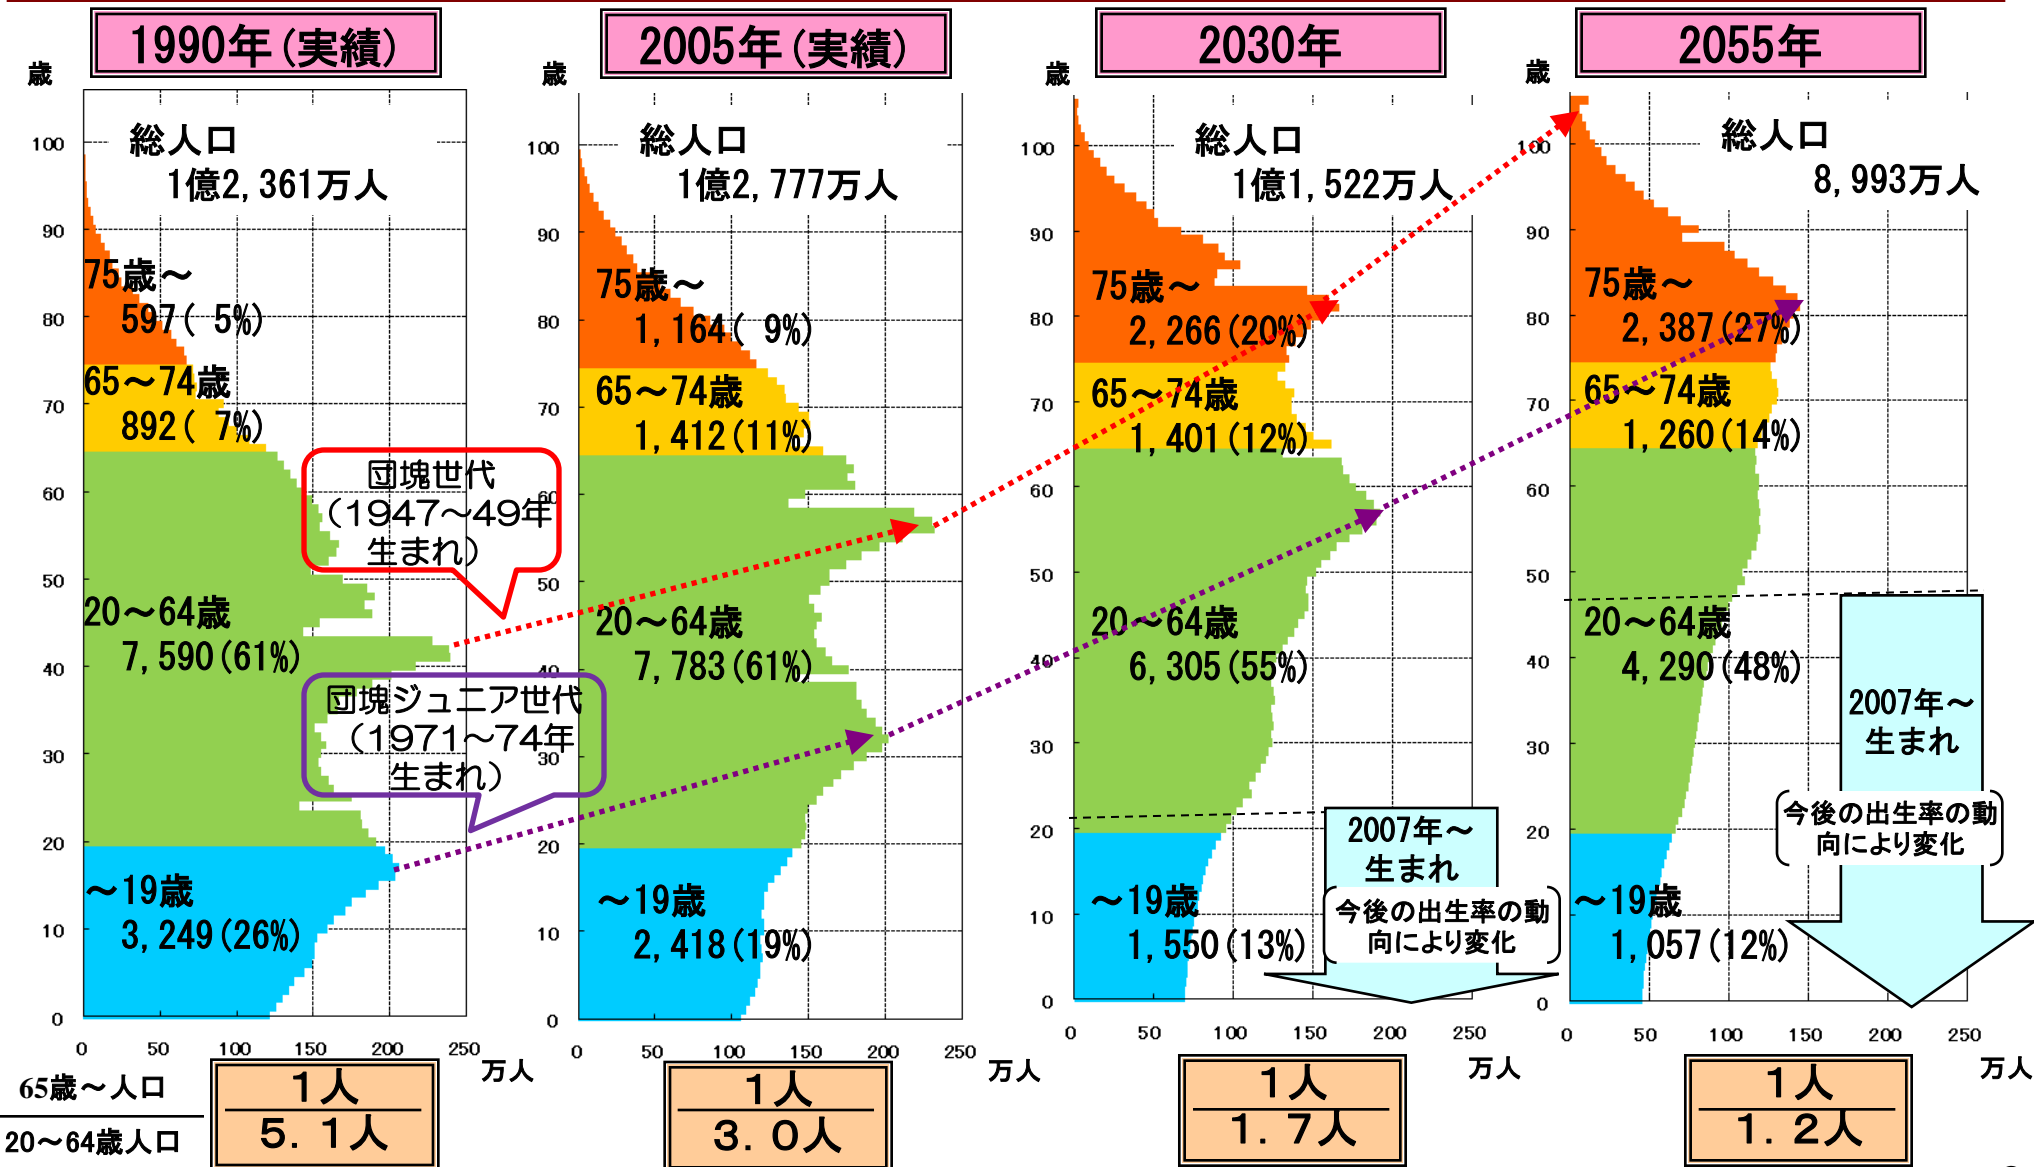 1990年(実績)
歳
100
90
80
70
60
50
40
30
20
10
0
0 50 100 150 200 250
万人
総人口
1億2,361万人
75歳～
597( 5%)
65～74歳
892( 7%)
20～64歳
7,590(61%)
～19歳
3,249(26%)
団塊世代
(1947～49年
生まれ)
団塊ジュニア世代
(1971～74年
生まれ)
2005年(実績)
歳
100
90
80
70
60
50
40
30
20
10
0
0 50 100 150 200 250
万人
総人口
1億2,777万人
75歳～
1,164( 9%)
65～74歳
1,412(11%)
20～64歳
7,783(61%)
～19歳
2,418(19%)
2030年
歳
100
90
80
70
60
50
40
30
20
10
0
0 50 100 150 200 250
万人
総人口
1億1,522万人
75歳～
2,266(20%)
65～74歳
1,401(12%)
20～64歳
6,305(55%)
～19歳
1,550(13%)
2007年～
生まれ
今後の出生率の動
向により変化
2055年
歳
100
90
80
70
60
50
40
30
20
10
0
0 50 100 150 200 250
万人
総人口
8,993万人
75歳～
2,387(27%)
65～74歳
1,260(14%)
20～64歳
4,290(48%)
～19歳
1,057(12%)
2007年～
生まれ
今後の出生率の動
向により変化
65歳～人口
20～64歳人口
1人
5.1人
1人
3.0人
1人
1.7人
1人
1.2人